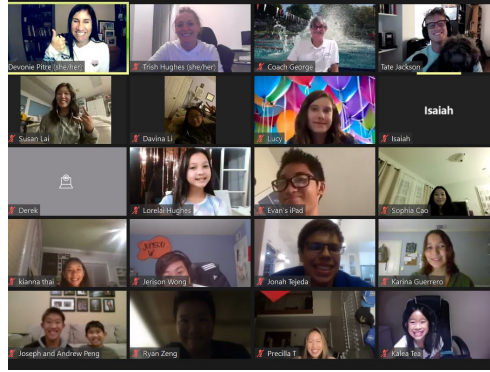 Devonie Pitre (she/her)
Trish Hughes (she/her)
Coach George
Tate Jackson
Susan Lai
Davina Li
Lucy
Isaiah
Isaiah
Derek
Lorelai Hughes
Evan's iPad
Sophia Cao
kianna thai
Jerison Wong
Jonah Tejeda
Karina Guerrero
Joseph and Andrew Peng
Ryan Zeng
Precilla T
Kalea Tea